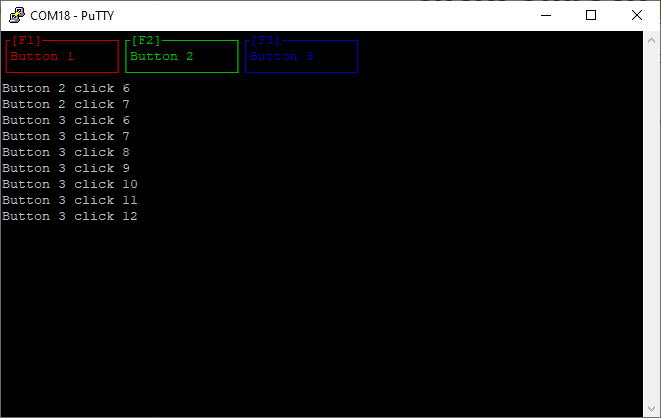 COM18 - PuTTY
[F1] [F2] [F3]
Button 1 Button 2 Button 3
Button 2 click 6
Button 2 click 7
Button 3 click 6
Button 3 click 7
Button 3 click 8
Button 3 click 9
Button 3 click 10
Button 3 click 11
Button 3 click 12